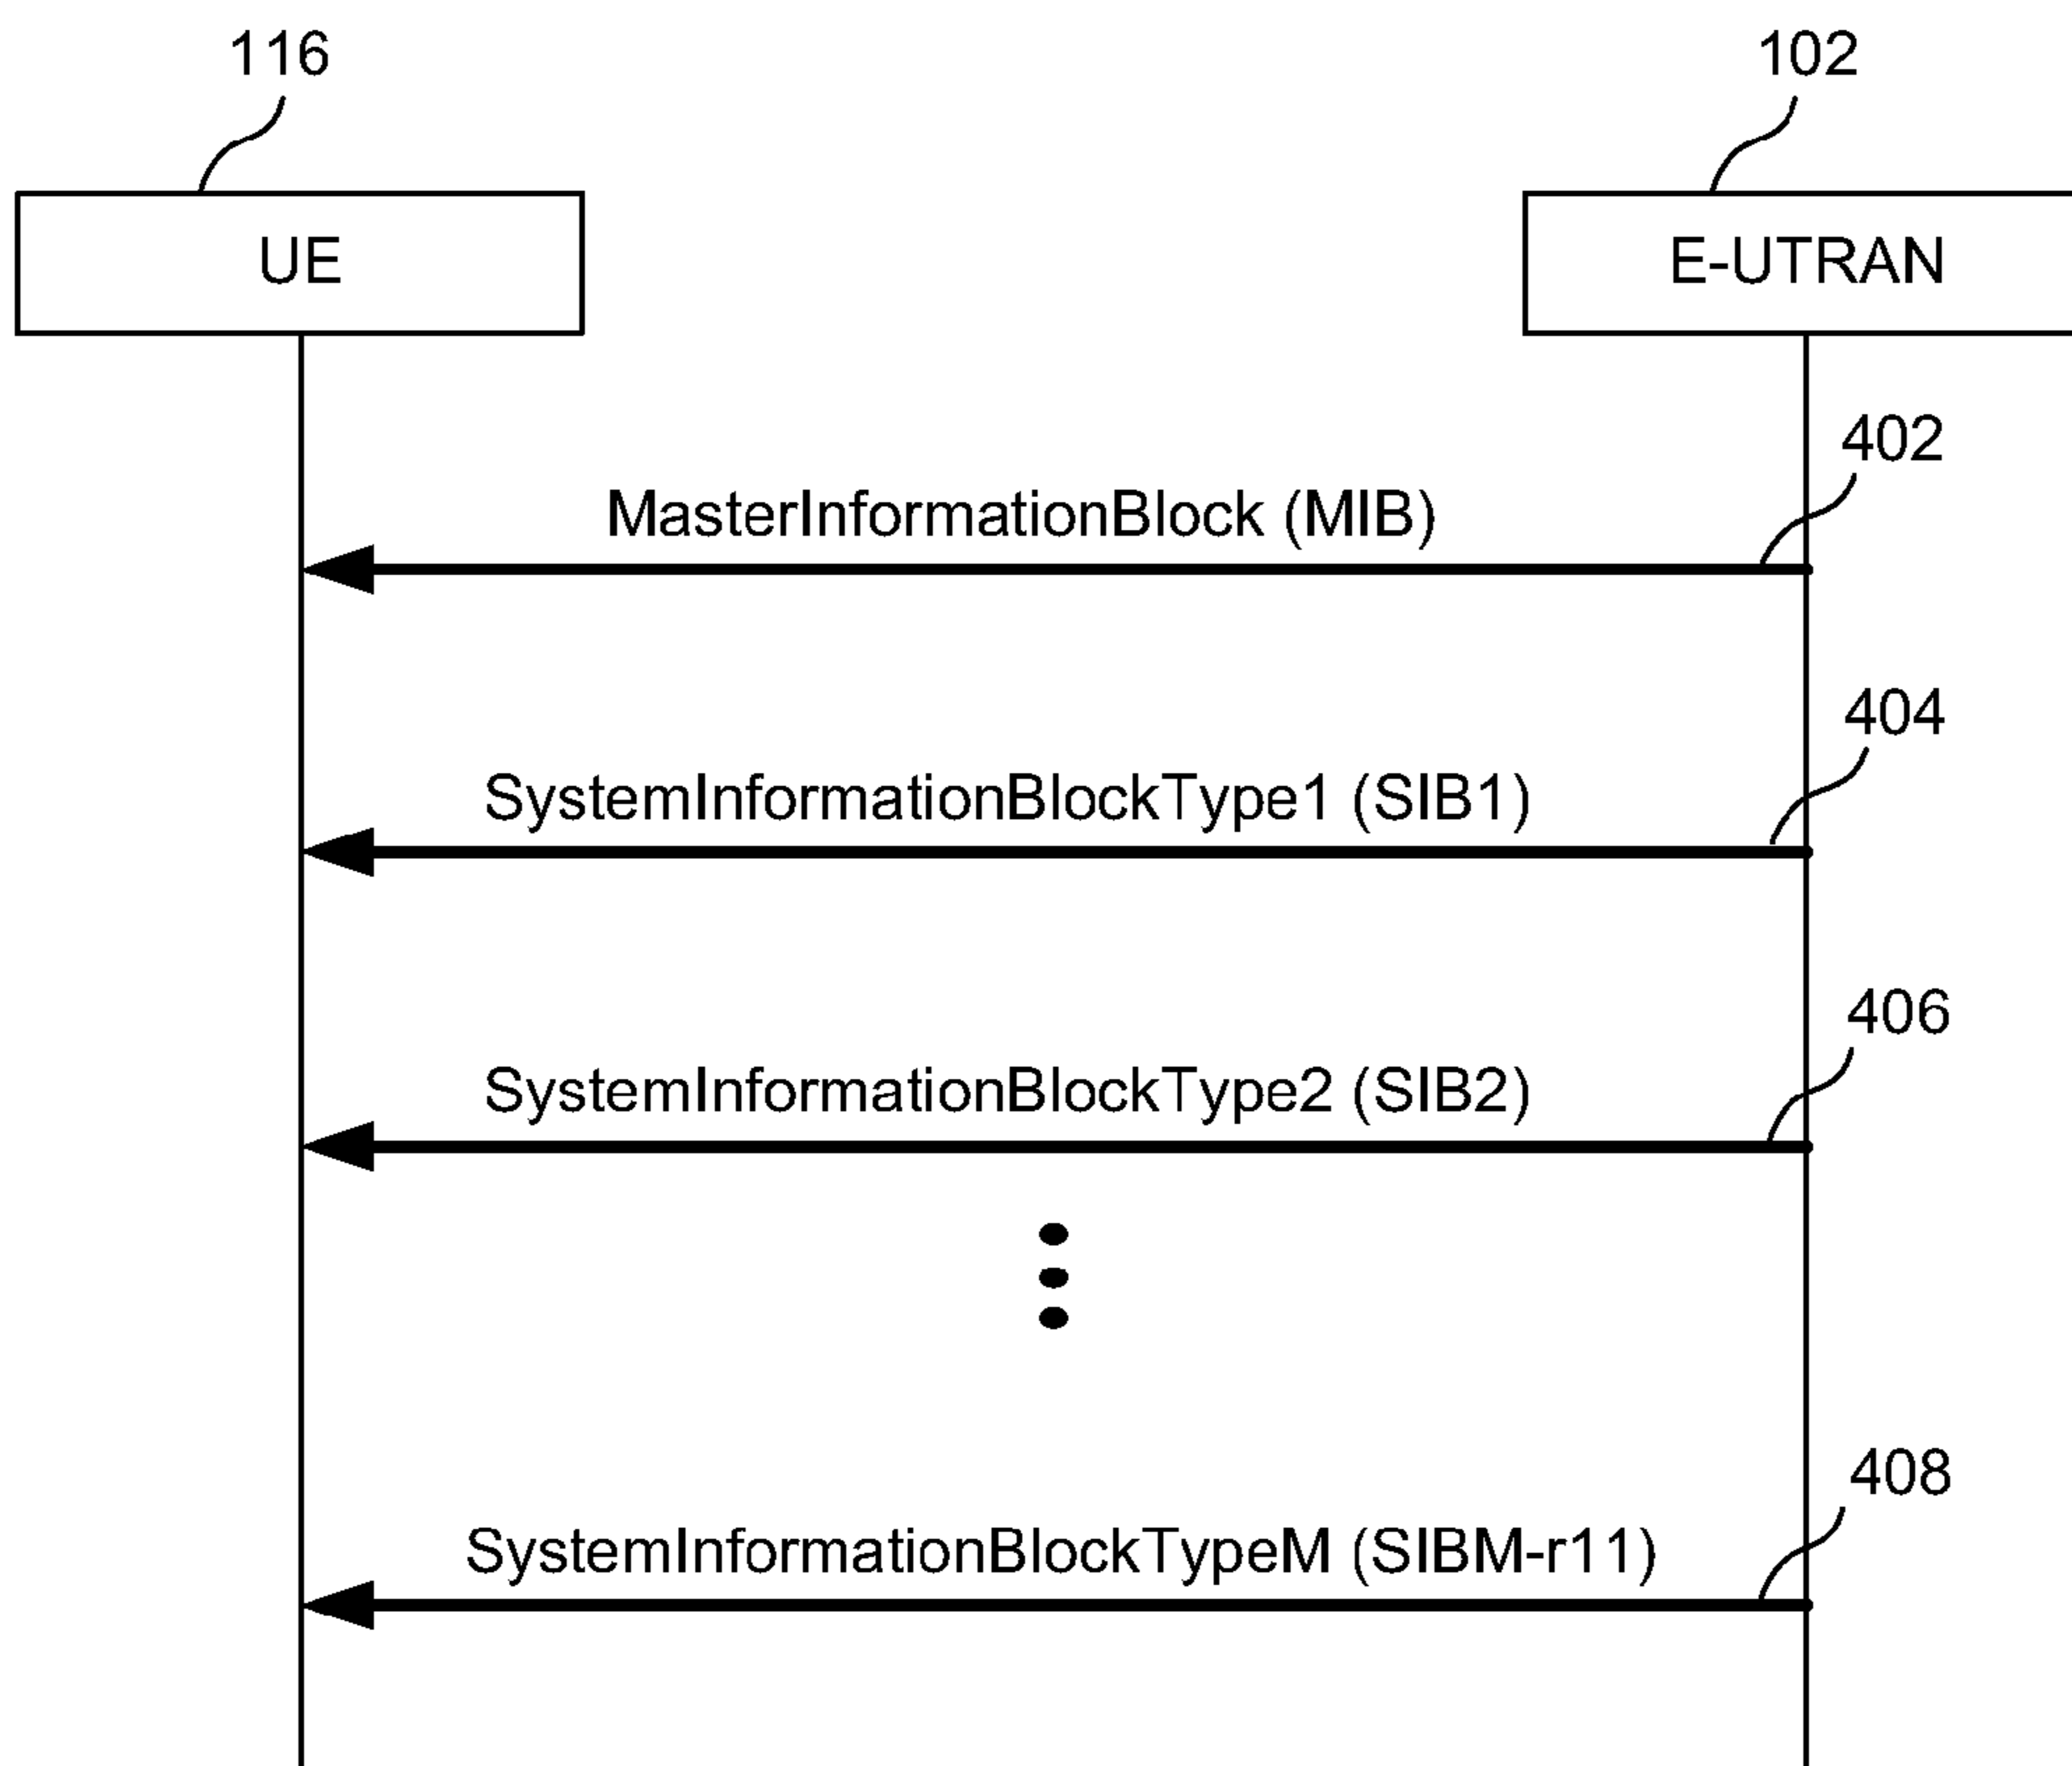 116
102
UE
E-UTRAN
402
MasterInformationBlock (MIB)
404
SystemInformationBlockType1 (SIB1)
406
SystemInformationBlockType2 (SIB2)
408
SystemInformationBlockTypeM (SIBM-r11)